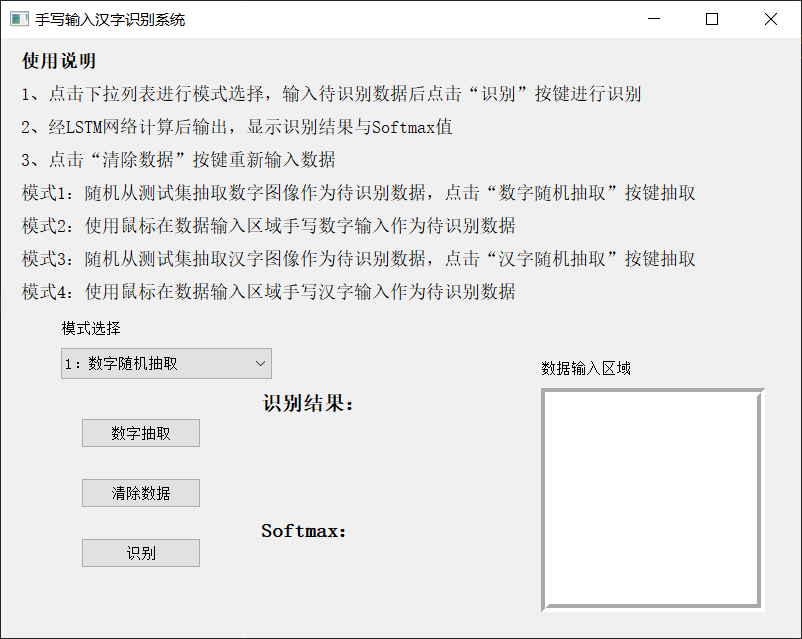 手写输入汉字识别系统
使用说明
1、点击下拉列表进行模式选择，输入待识别数据后点击“识别”按键进行识别
2、经LSTM网络计算后输出，显示识别结果与Softmax值
3、点击“清除数据”按键重新输入数据
模式1：随机从测试集抽取数字图像作为待识别数据，点击“数字随机抽取”按键抽取
模式2：使用鼠标在数据输入区域手写数字输入作为待识别数据
模式3：随机从测试集抽取汉字图像作为待识别数据，点击“汉字随机抽取”按键抽取
模式4：使用鼠标在数据输入区域手写汉字输入作为待识别数据
模式选择
1：数字随机抽取
数据输入区域
识别结果：
数字抽取
清除数据
Softmax：
识别